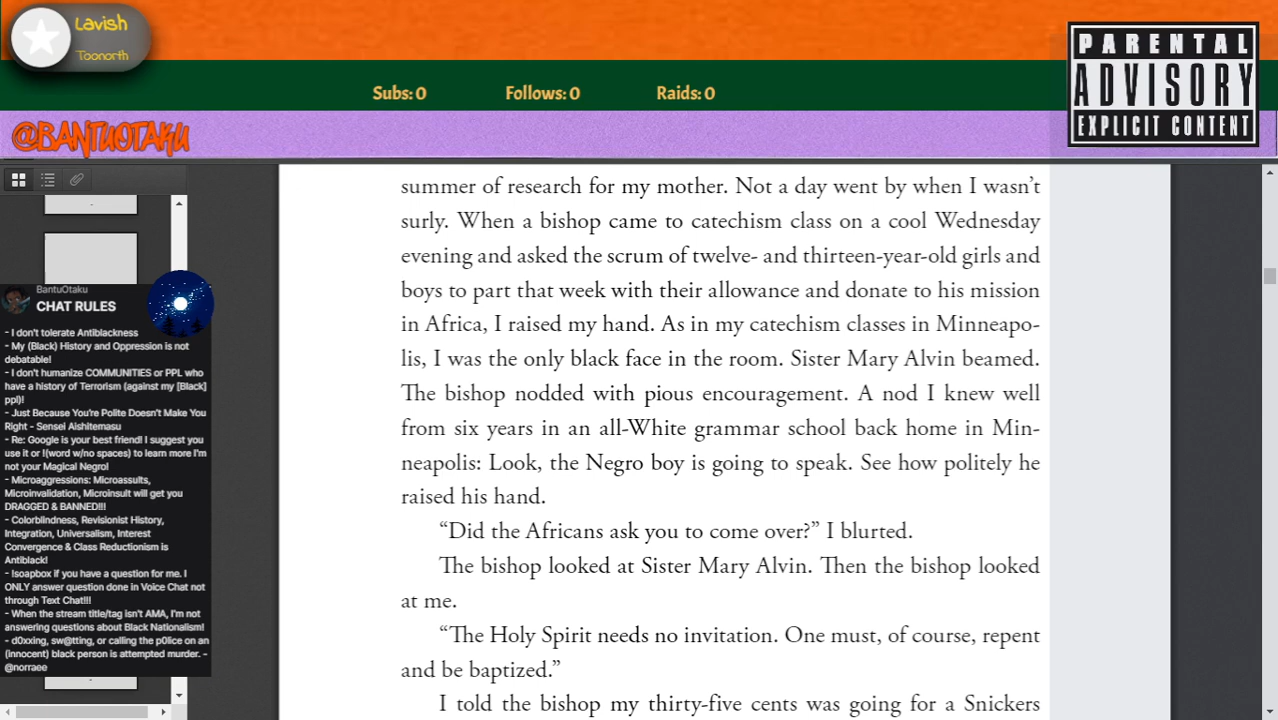 Lavish
Toonorth
PARENTAL
ADVISORY
EXPLICIT CONTENT
Subs: 0 Follows: 0 Raids: 0
@BANTUOTAKU
BantuOtaku
CHAT RULES
- I don't tolerate Antiblackness
- My (Black) History and Oppression is not
debatable!
- I don't humanize COMMUNITIES or PPL who
have a history of Terrorism (against my [Black]
ppl)!
- Just Because You're Polite Doesn't Make You
Right - Sensei Aishitemasu
- Re: Google is your best friend! I suggest you
use it or !(word w/no spaces) to learn more I'm
not your Magical Negro!
- Microaggressions: Microassults,
Microinvalidation, Microinsult will get you
DRAGGED & BANNED!!!
- Colorblindness, Revisionist History,
Integration, Universalism, Interest
Convergence & Class Reductionism is
Antiblack!
- !soapbox if you have a question for me. I
ONLY answer question done in Voice Chat not
through Text Chat!!!
- When the stream title/tag isn't AMA, I'm not
answering questions about Black Nationalism!
- d0xxing, sw@tting, or calling the p0lice on an
(innocent) black person is attempted murder. -
@norraee
summer of research for my mother. Not a day went by when I wasn't
surly. When a bishop came to catechism class on a cool Wednesday
evening and asked the scrum of twelve- and thirteen-year-old girls and
boys to part that week with their allowance and donate to his mission
in Africa, I raised my hand. As in my catechism classes in Minneapo-
lis, I was the only black face in the room. Sister Mary Alvin beamed.
The bishop nodded with pious encouragement. A nod I knew well
from six years in an all-White grammar school back home in Min-
neapolis: Look, the Negro boy is going to speak. See how politely he
raised his hand.
"Did the Africans ask you to come over?" I blurted.
The bishop looked at Sister Mary Alvin. Then the bishop looked
at me.
"The Holy Spirit needs no invitation. One must, of course, repent
and be baptized."
I told the bishop my thirty-five cents was going for a Snickers